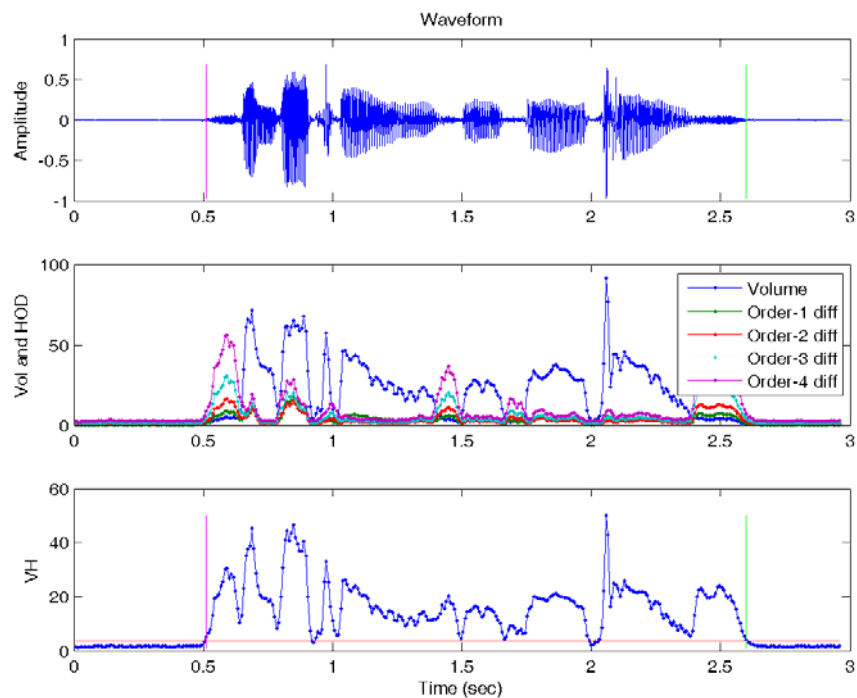 Waveform
Amplitude
1
0.5
0
-0.5
-1
0 0.5 1 1.5 2 2.5 3
Vol and HOD
100
50
0
Volume
Order-1 diff
Order-2 diff
Order-3 diff
Order-4 diff
0 0.5 1 1.5 2 2.5 3
VH
60
40
20
0
0 0.5 1 1.5 2 2.5 3
Time (sec)